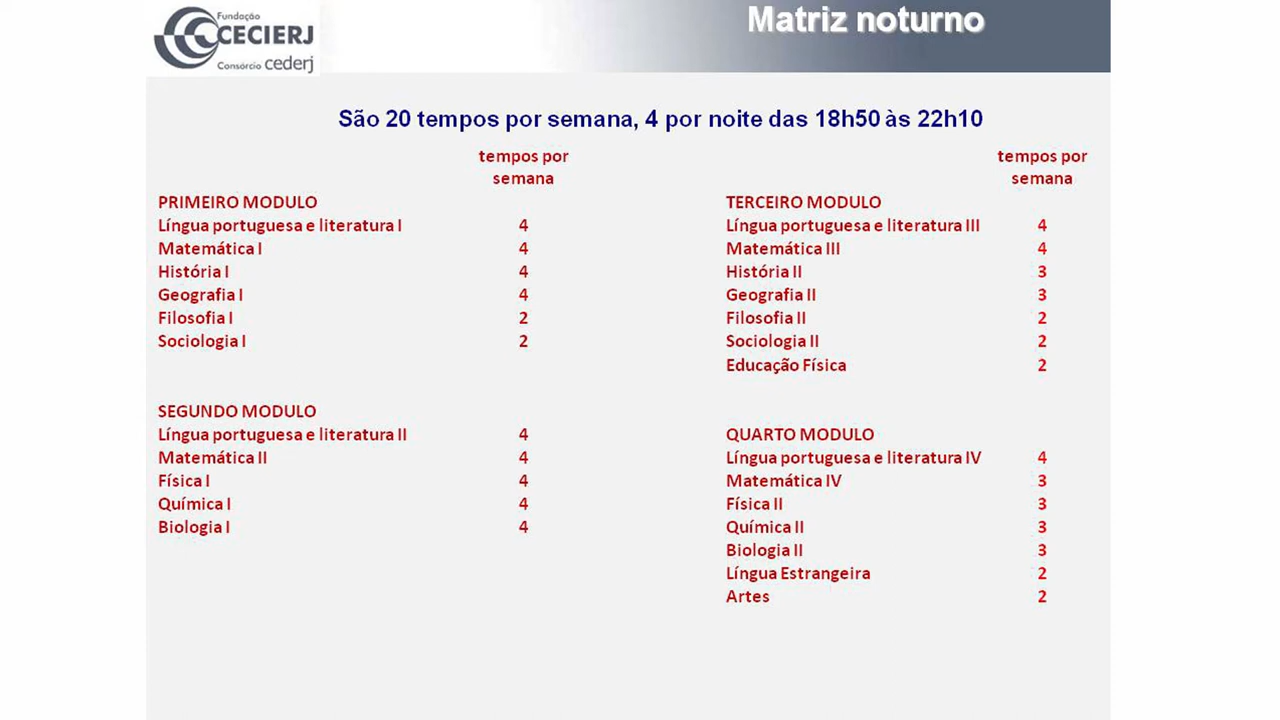 Fundação
CECIERJ
Consórcio cederj
Matriz noturno
São 20 tempos por semana, 4 por noite das 18h50 às 22h10
tempos por
semana
PRIMEIRO MODULO
Língua portuguesa e literatura I 4
Matemática I 4
História I 4
Geografia I 4
Filosofia I 2
Sociologia I 2
SEGUNDO MODULO
Língua portuguesa e literatura II 4
Matemática II 4
Física I 4
Química I 4
Biologia I 4
tempos por
semana
TERCEIRO MODULO
Língua portuguesa e literatura III 4
Matemática III 4
História II 3
Geografia II 3
Filosofia II 2
Sociologia II 2
Educação Física 2
QUARTO MODULO
Língua portuguesa e literatura IV 4
Matemática IV 3
Física II 3
Química II 3
Biologia II 3
Língua Estrangeira 2
Artes 2